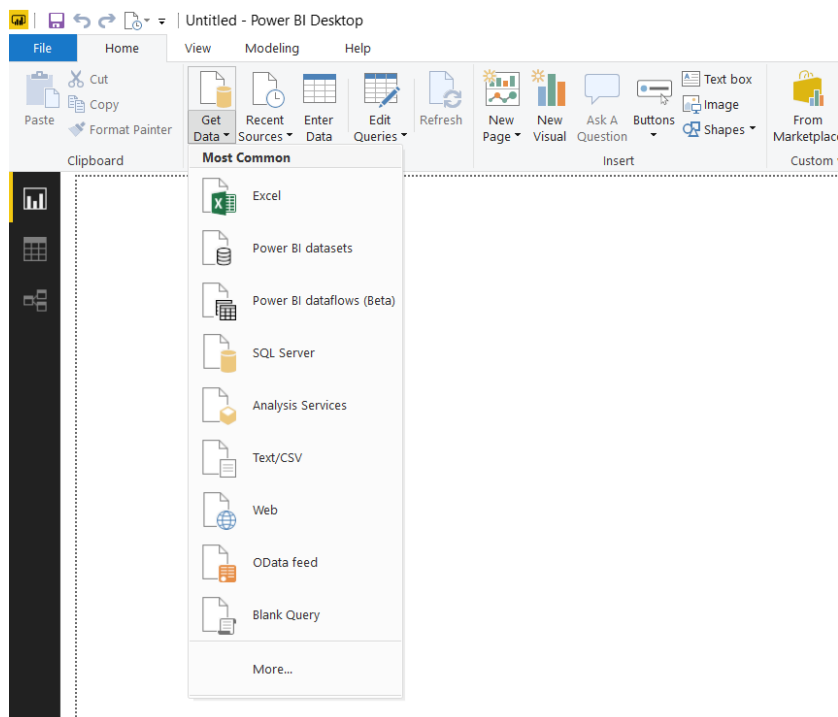 Untitled - Power BI Desktop
File Home View Modeling Help
Cut
Copy
Format Painter
Paste
Clipboard
Get Data
Recent Sources
Enter Data
Edit Queries
Refresh
New Page
New Visual
Ask A Question
Buttons
Text box
Image
Shapes
Insert
From Marketplac
Custom
Most Common
Excel
Power BI datasets
Power BI dataflows (Beta)
SQL Server
Analysis Services
Text/CSV
Web
OData feed
Blank Query
More...